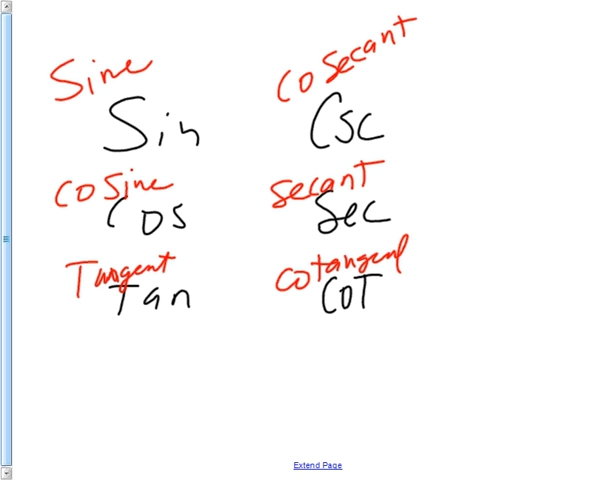 Sine cosecant
Sin Csc
cosine secant
Cos Sec
Tangent cotangent
Tan CoT
Extend Page